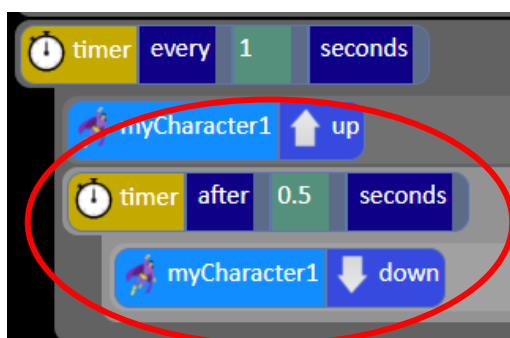 timer every 1 seconds
myCharacter1 up
timer after 0.5 seconds
myCharacter1 down